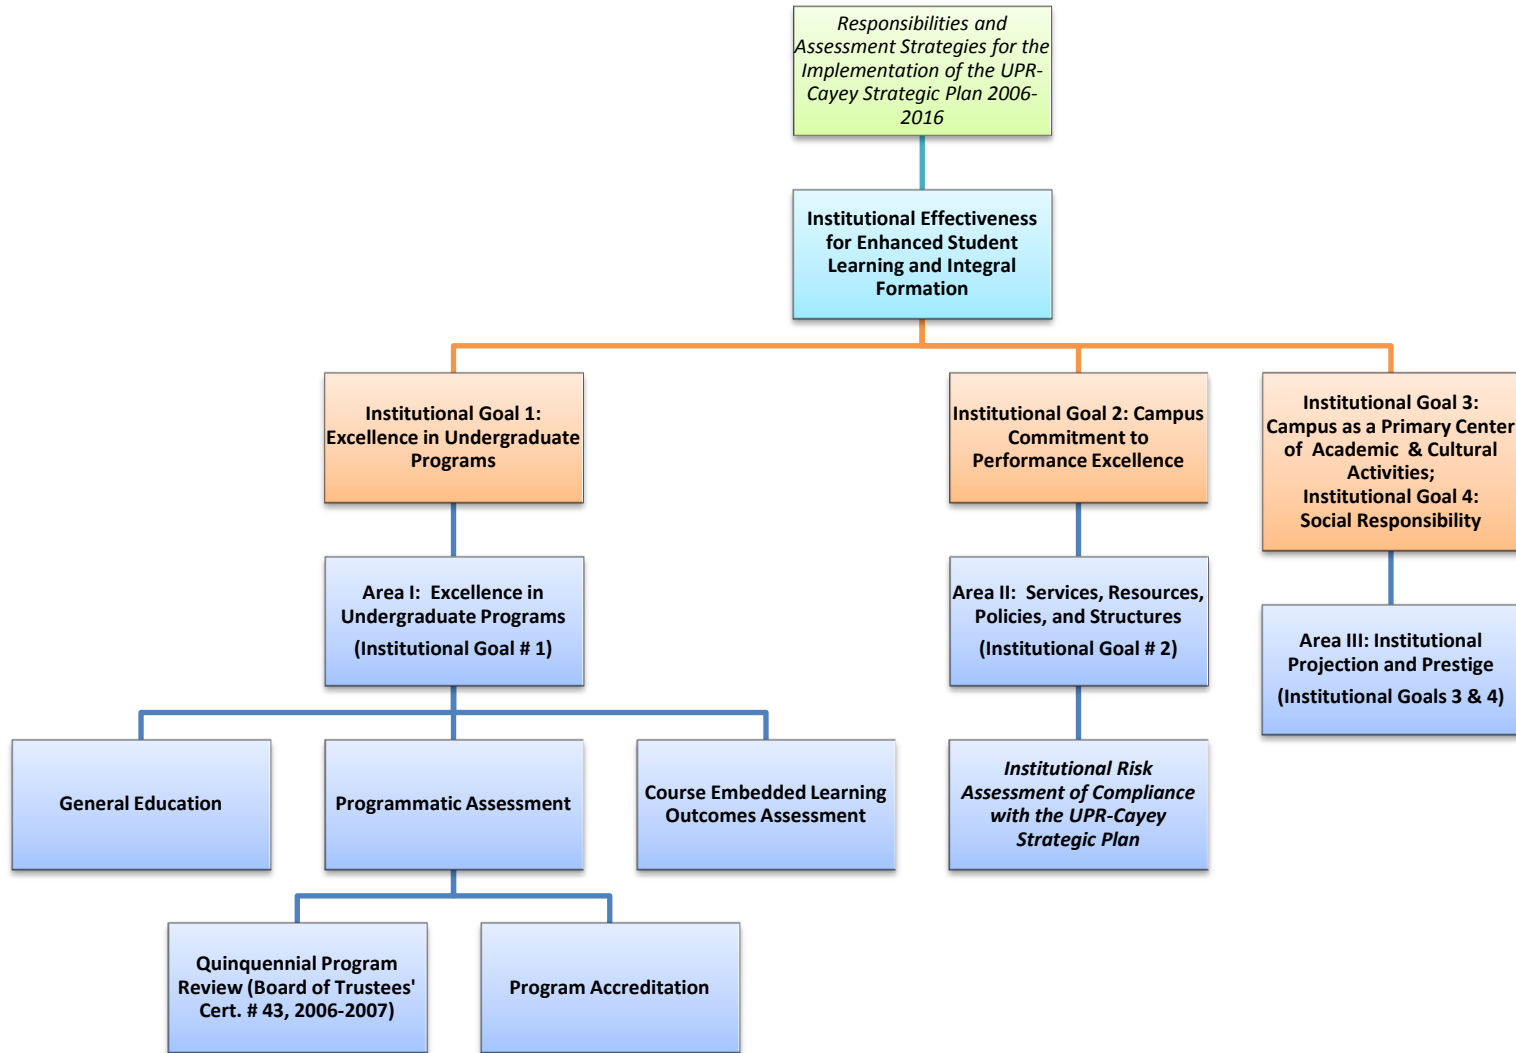 Responsibilities and
Assessment Strategies for the
Implementation of the UPR-
Cayey Strategic Plan 2006-
2016
Institutional Effectiveness
for Enhanced Student
Learning and Integral
Formation
Institutional Goal 1:
Excellence in Undergraduate
Programs
Institutional Goal 2: Campus
Commitment to
Performance Excellence
Institutional Goal 3:
Campus as a Primary Center
of Academic & Cultural
Activities;
Institutional Goal 4:
Social Responsibility
Area I: Excellence in
Undergraduate Programs
(Institutional Goal # 1)
Area II: Services, Resources,
Policies, and Structures
(Institutional Goal # 2)
Area III: Institutional
Projection and Prestige
(Institutional Goals 3 & 4)
General Education
Programmatic Assessment
Course Embedded Learning
Outcomes Assessment
Institutional Risk
Assessment of Compliance
with the UPR-Cayey
Strategic Plan
Quinquennial Program
Review (Board of Trustees'
Cert. # 43, 2006-2007)
Program Accreditation